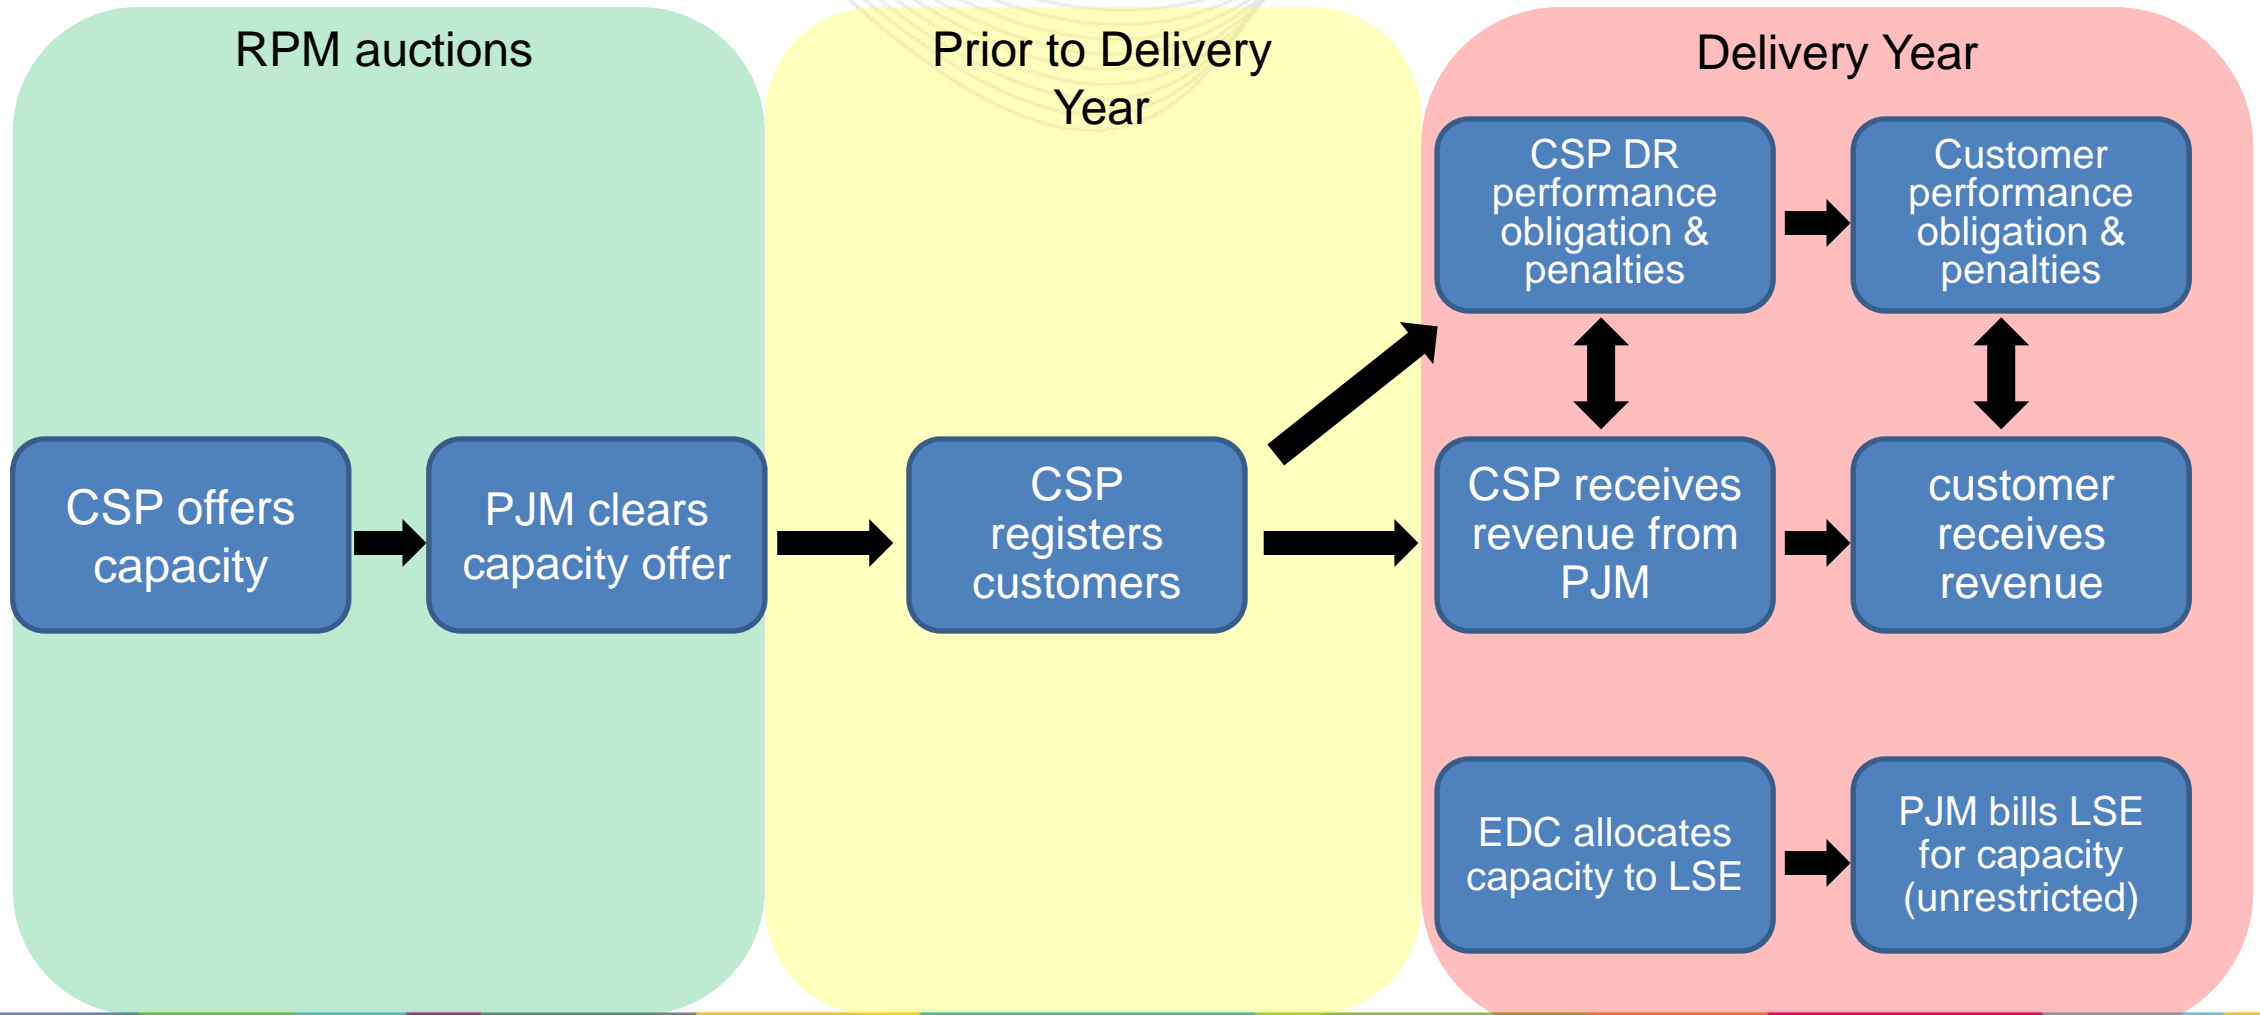 RPM auctions
Prior to Delivery
Year
Delivery Year
CSP offers
capacity
PJM clears
capacity offer
CSP
registers
customers
CSP DR
performance
obligation &
penalties
Customer
performance
obligation &
penalties
CSP receives
revenue from
PJM
customer
receives
revenue
EDC allocates
capacity to LSE
PJM bills LSE
for capacity
(unrestricted)